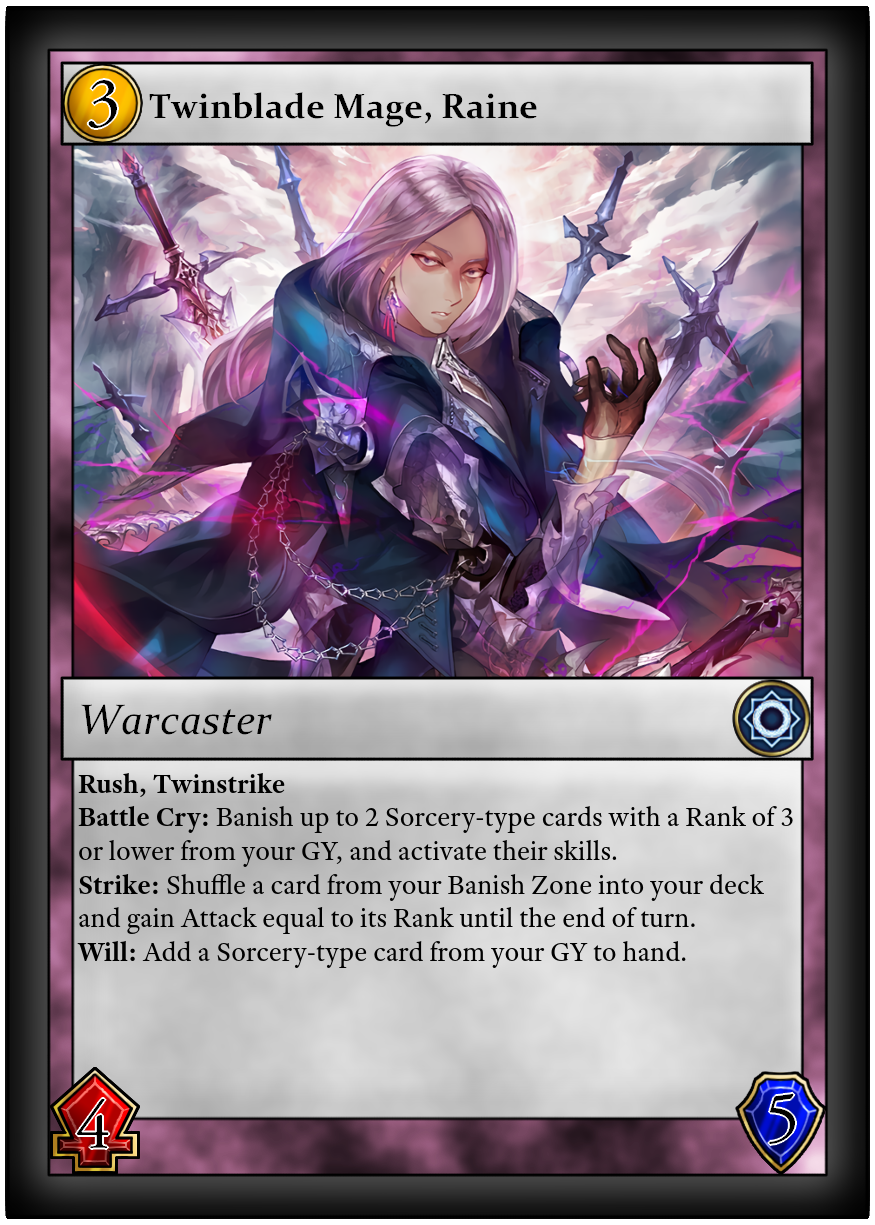 3
Twinblade Mage, Raine
Warcaster
Rush, Twinstrike
Battle Cry: Banish up to 2 Sorcery-type cards with a Rank of 3
or lower from your GY, and activate their skills.
Strike: Shuffle a card from your Banish Zone into your deck
and gain Attack equal to its Rank until the end of turn.
Will: Add a Sorcery-type card from your GY to hand.
4
5